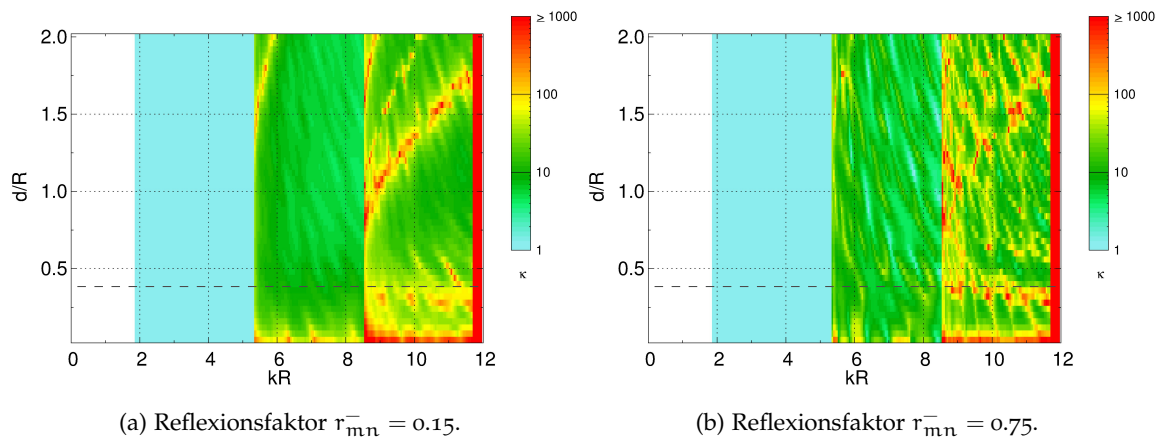 2.0
1.5
1.0
0.5
d/R
0 2 4 6 8 10 12
kR
≥ 1000
100
10
1
κ
2.0
1.5
1.0
0.5
d/R
0 2 4 6 8 10 12
kR
≥ 1000
100
10
1
κ
(a) Reflexionsfaktor r⁻ₘₙ = 0.15.
(b) Reflexionsfaktor r⁻ₘₙ = 0.75.